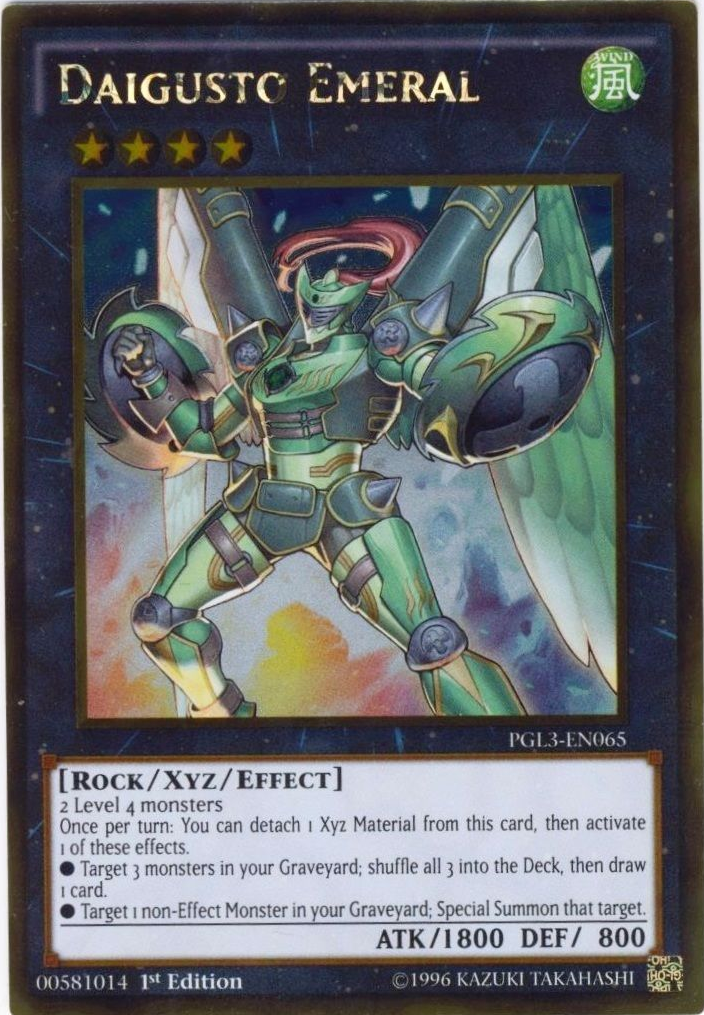 DAIGUSTO EMERAL
WIND
風
PGL3-EN065
[ROCK/XYZ/EFFECT]
2 Level 4 monsters
Once per turn: You can detach 1 Xyz Material from this card, then activate
1 of these effects.
● Target 3 monsters in your Graveyard; shuffle all 3 into the Deck, then draw
1 card.
● Target 1 non-Effect Monster in your Graveyard; Special Summon that target.
ATK/1800 DEF/ 800
00581014 1st Edition ©1996 KAZUKI TAKAHASHI